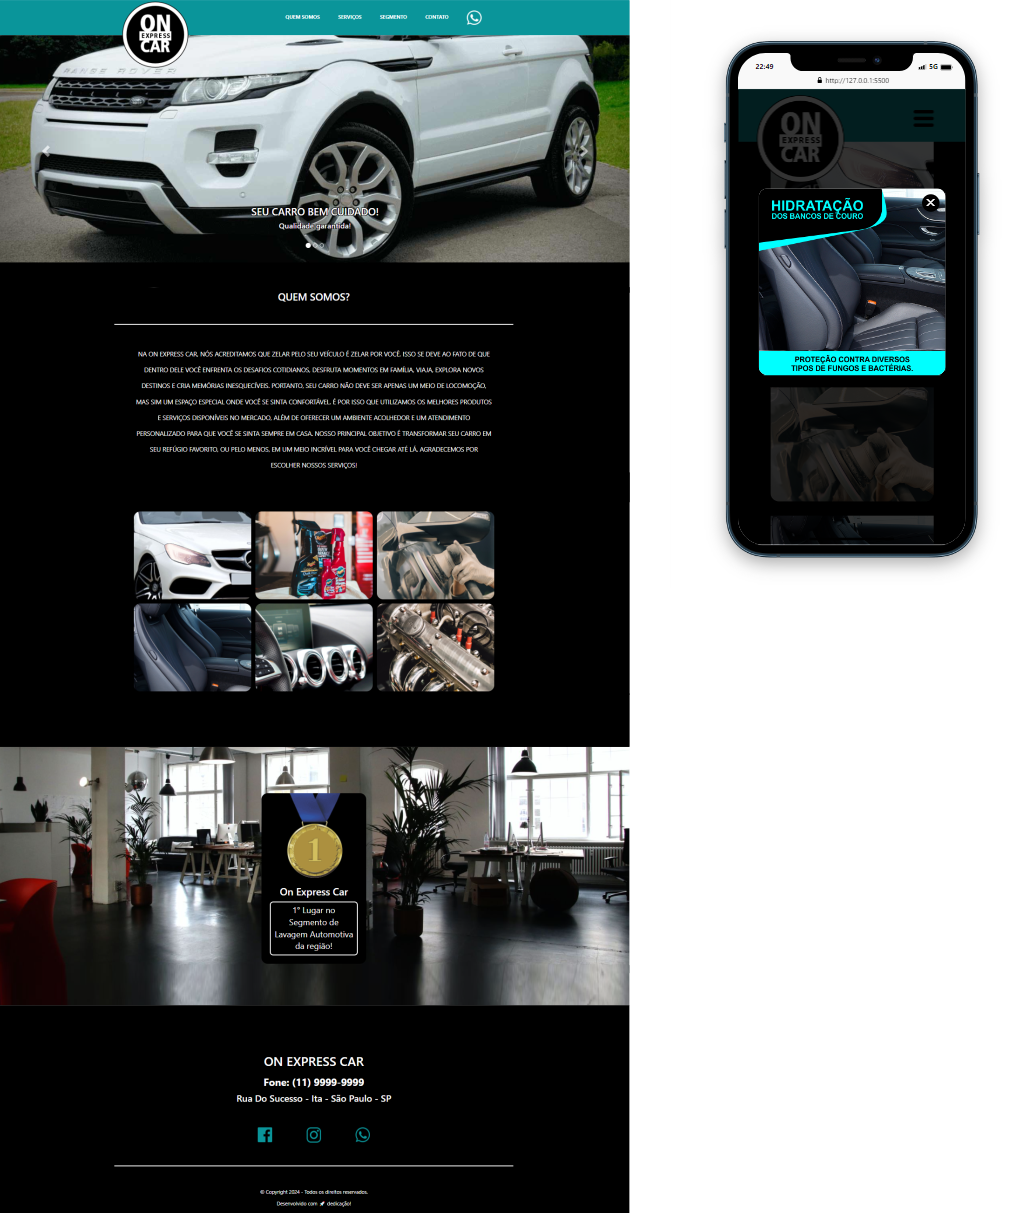 ON
EXPRESS
CAR
QUEM SOMOS
SERVIÇOS
SEGMENTO
CONTATO
RANGE ROVER
SEU CARRO BEM CUIDADO!
Qualidade garantida!
QUEM SOMOS?
NA ON EXPRESS CAR, NÓS ACREDITAMOS QUE ZELAR PELO SEU VEÍCULO É ZELAR POR VOCÊ. ISSO SE DEVE AO FATO DE QUE
DENTRO DELE VOCÊ ENFRENTA OS DESAFIOS COTIDIANOS, DESFRUTA MOMENTOS EM FAMÍLIA, VIAJA, EXPLORA NOVOS
DESTINOS E CRIA MEMÓRIAS INESQUECÍVEIS. PORTANTO, SEU CARRO NÃO DEVE SER APENAS UM MEIO DE LOCOMOÇÃO,
MAS SIM UM ESPAÇO ESPECIAL ONDE VOCÊ SE SINTA CONFORTÁVEL. É POR ISSO QUE UTILIZAMOS OS MELHORES PRODUTOS
E SERVIÇOS DISPONÍVEIS NO MERCADO, ALÉM DE OFERECER UM AMBIENTE ACOLHEDOR E UM ATENDIMENTO
PERSONALIZADO PARA QUE VOCÊ SE SINTA SEMPRE EM CASA. NOSSO PRINCIPAL OBJETIVO É TRANSFORMAR SEU CARRO EM
SEU REFÚGIO FAVORITO, OU PELO MENOS, EM UM MEIO INCRÍVEL PARA VOCÊ CHEGAR ATÉ LÁ. AGRADECEMOS POR
ESCOLHER NOSSOS SERVIÇOS!
1
On Express Car
1° Lugar no
Segmento de
Lavagem Automotiva
da região!
ON EXPRESS CAR
Fone: (11) 9999-9999
Rua Do Sucesso - Ita - São Paulo - SP
© Copyright 2024 - Todos os direitos reservados.
Desenvolvido com dedicação!
22:49
5G
http://127.0.0.1:5500
ON
EXPRESS
CAR
HIDRATAÇÃO
DOS BANCOS DE COURO
PROTEÇÃO CONTRA DIVERSOS
TIPOS DE FUNGOS E BACTÉRIAS.